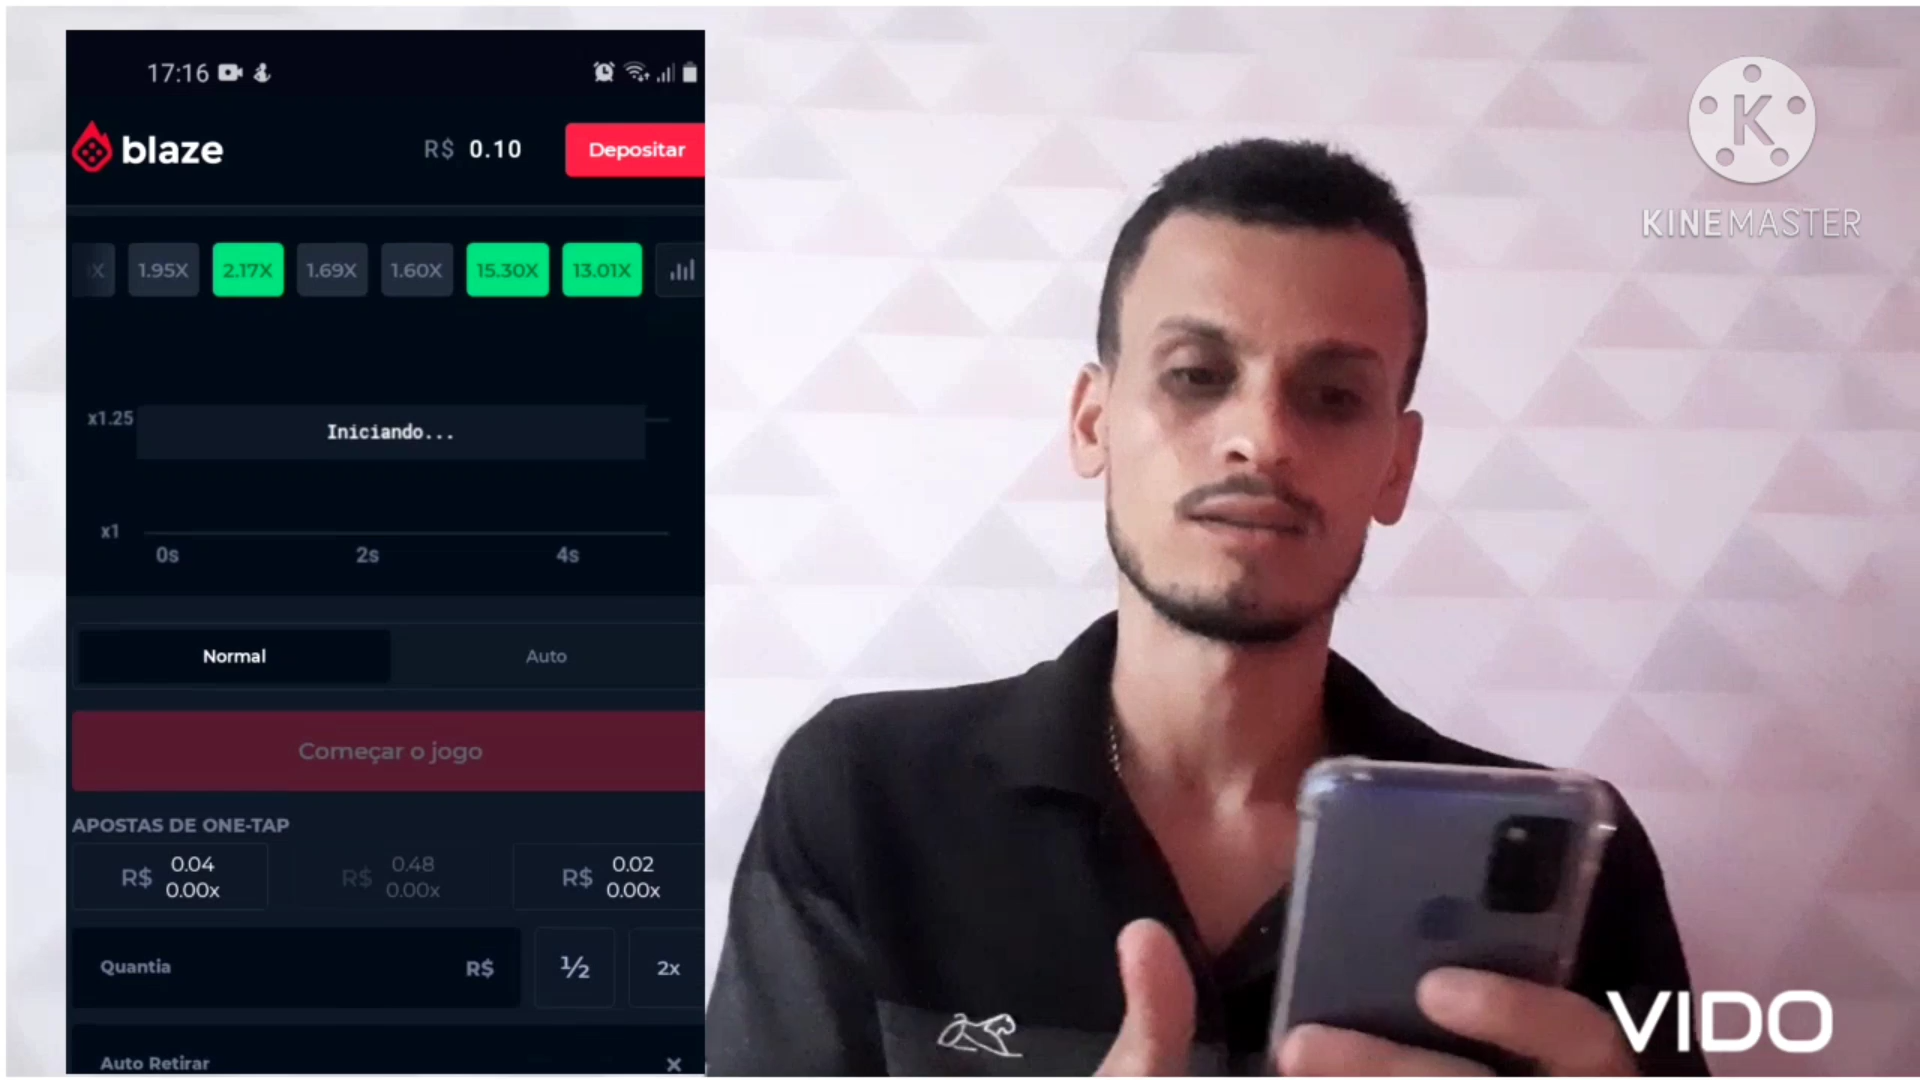 17:16
blaze
R$ 0.10
Depositar
1.95X
2.17X
1.69X
1.60X
15.30X
13.01X
x1.25
Iniciando...
x1
0s 2s 4s
Normal
Auto
Começar o jogo
APOSTAS DE ONE-TAP
R$ 0.04
0.00x
R$ 0.48
0.00x
R$ 0.02
0.00x
Quantia R$
½
2x
Auto Retirar
K
KINEMASTER
VIDO